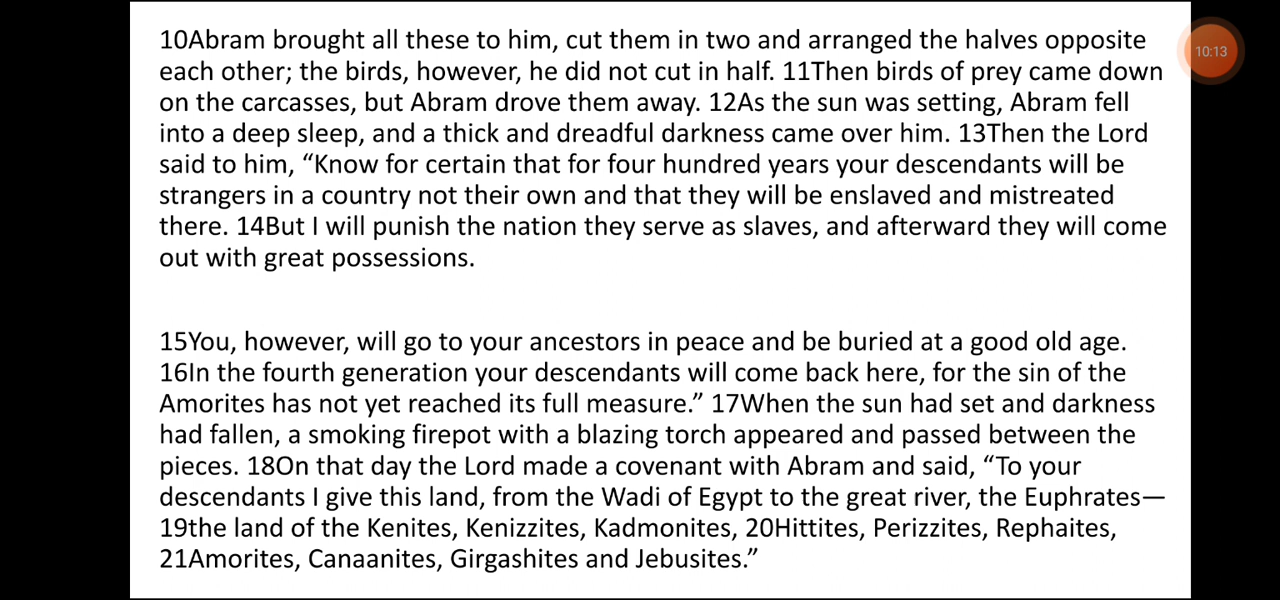 10Abram brought all these to him, cut them in two and arranged the halves opposite
each other; the birds, however, he did not cut in half. 11Then birds of prey came down
on the carcasses, but Abram drove them away. 12As the sun was setting, Abram fell
into a deep sleep, and a thick and dreadful darkness came over him. 13Then the Lord
said to him, “Know for certain that for four hundred years your descendants will be
strangers in a country not their own and that they will be enslaved and mistreated
there. 14But I will punish the nation they serve as slaves, and afterward they will come
out with great possessions.
15You, however, will go to your ancestors in peace and be buried at a good old age.
16In the fourth generation your descendants will come back here, for the sin of the
Amorites has not yet reached its full measure.” 17When the sun had set and darkness
had fallen, a smoking firepot with a blazing torch appeared and passed between the
pieces. 18On that day the Lord made a covenant with Abram and said, “To your
descendants I give this land, from the Wadi of Egypt to the great river, the Euphrates—
19the land of the Kenites, Kenizzites, Kadmonites, 20Hittites, Perizzites, Rephaites,
21Amorites, Canaanites, Girgashites and Jebusites.”
10:13